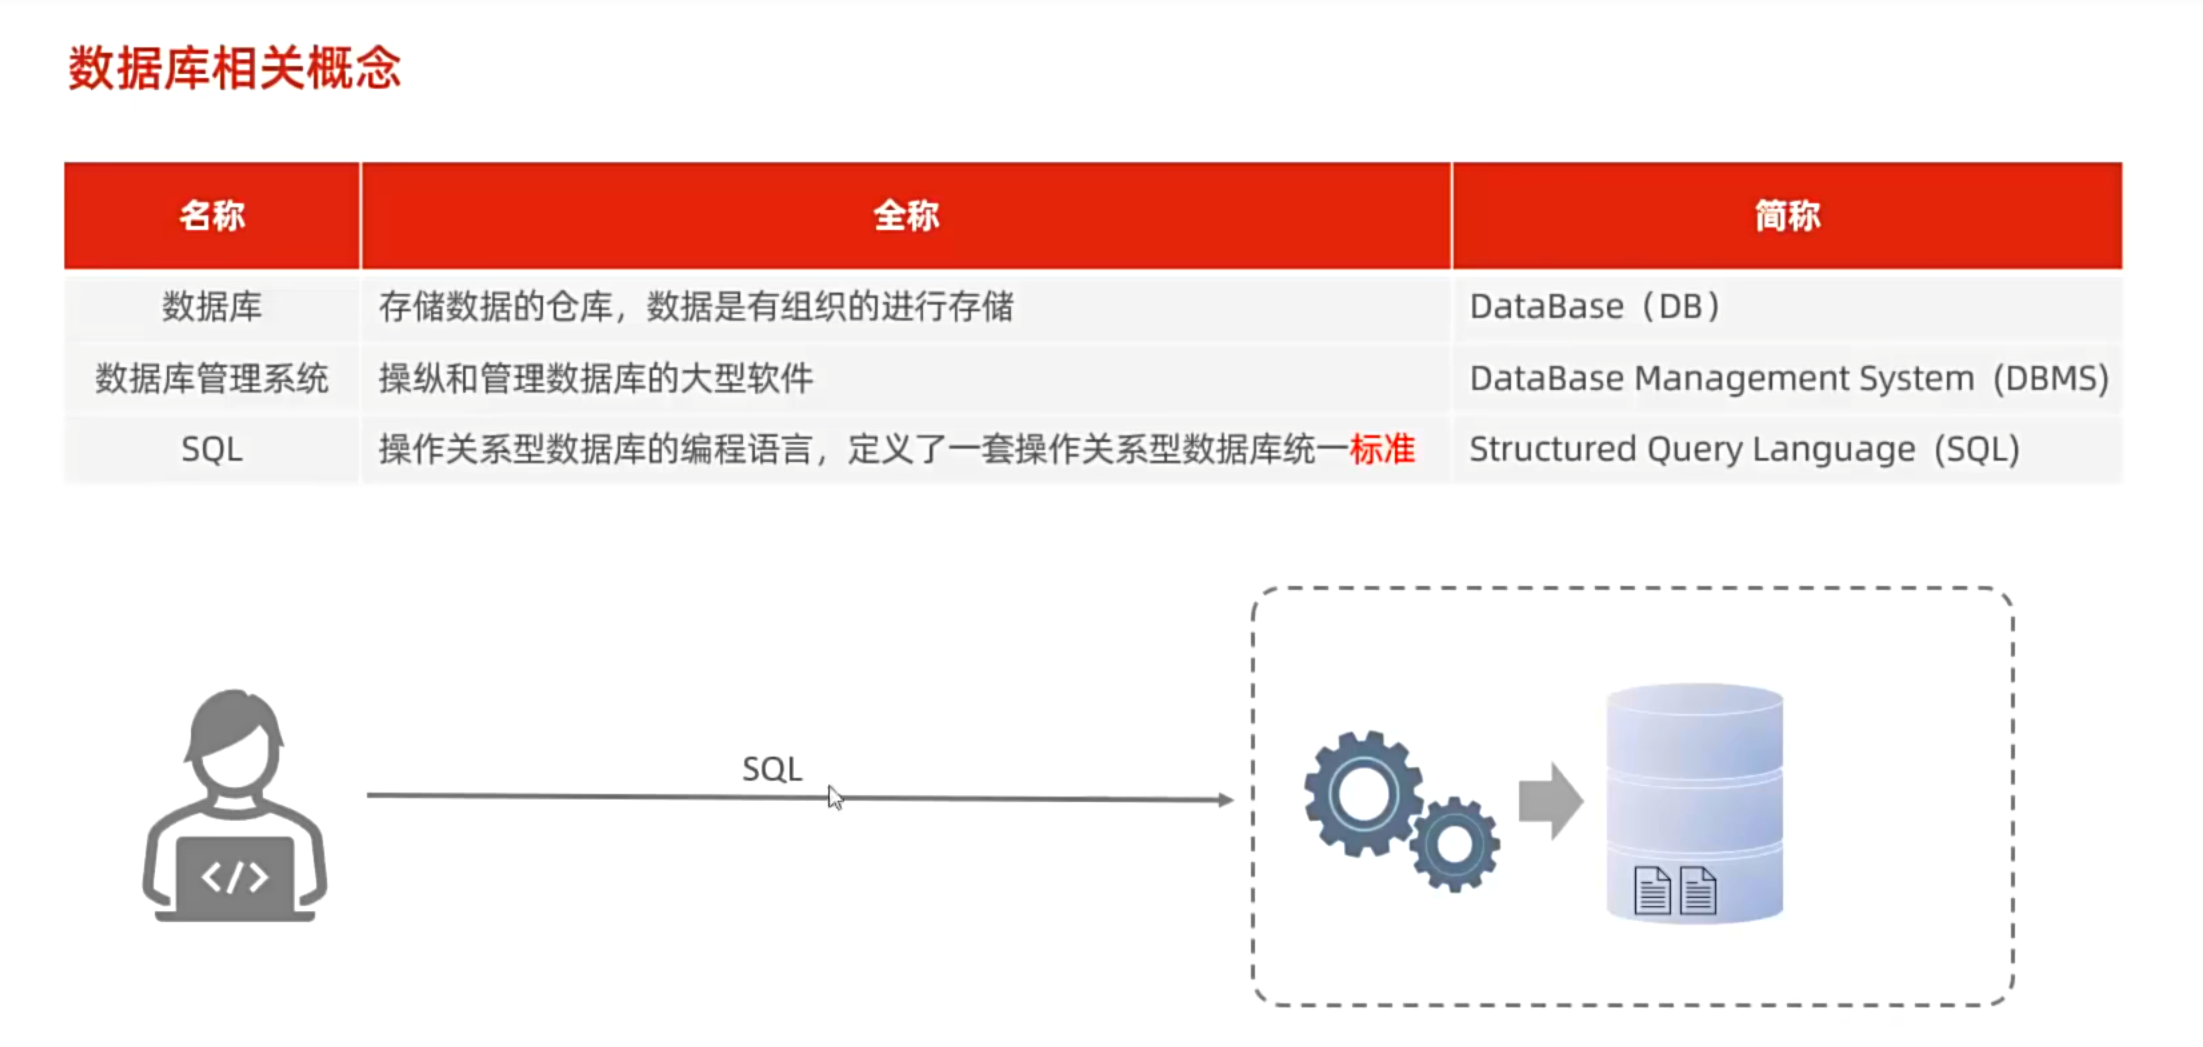 数据库相关概念
名称 全称 简称
数据库 存储数据的仓库，数据是有组织的进行存储 DataBase（DB）
数据库管理系统 操纵和管理数据库的大型软件 DataBase Management System (DBMS)
SQL 操作关系型数据库的编程语言，定义了一套操作关系型数据库统一标准 Structured Query Language (SQL)
SQL
</>